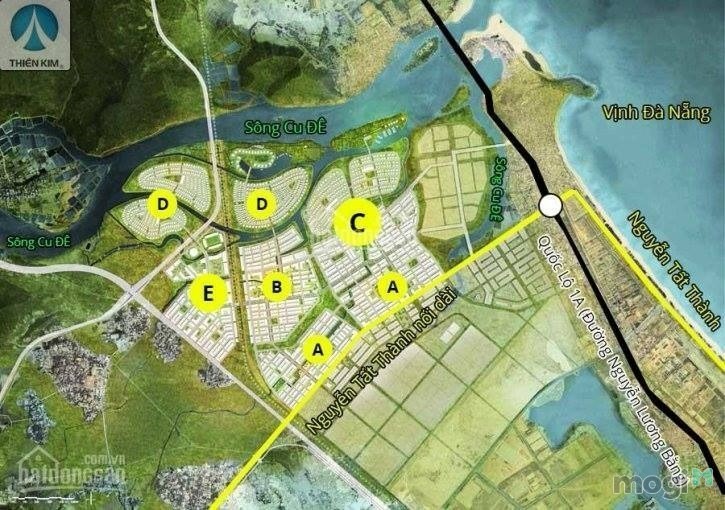 THIÊN KIM
Sông Cu ĐÊ
Vịnh Đà Nẵng
Sông Cu ĐÊ
Sông Cu ĐÊ
D
D
C
E
B
A
A
Nguyễn Tất Thành
Nguyễn Tất Thành nối dài
Quốc Lộ 1A (Đường Nguyễn Lương Bằng)
batdongsan
.com.vn
mogi